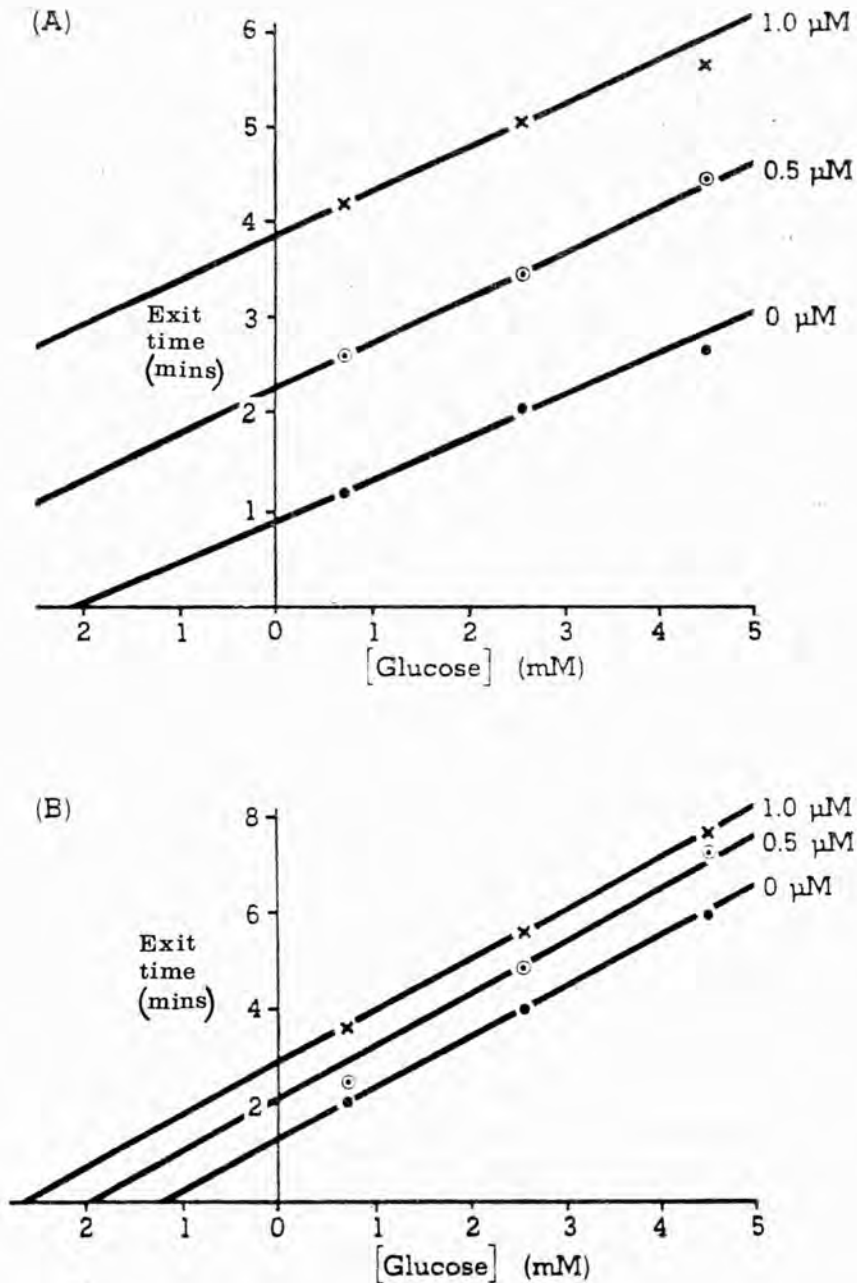 (A)
6
5
4
3
2
1
Exit
time
(mins)
1.0 µM
0.5 µM
0 µM
2 1 0 1 2 3 4 5
[Glucose] (mM)
(B)
8
6
4
2
Exit
time
(mins)
1.0 µM
0.5 µM
0 µM
2 1 0 1 2 3 4 5
[Glucose] (mM)